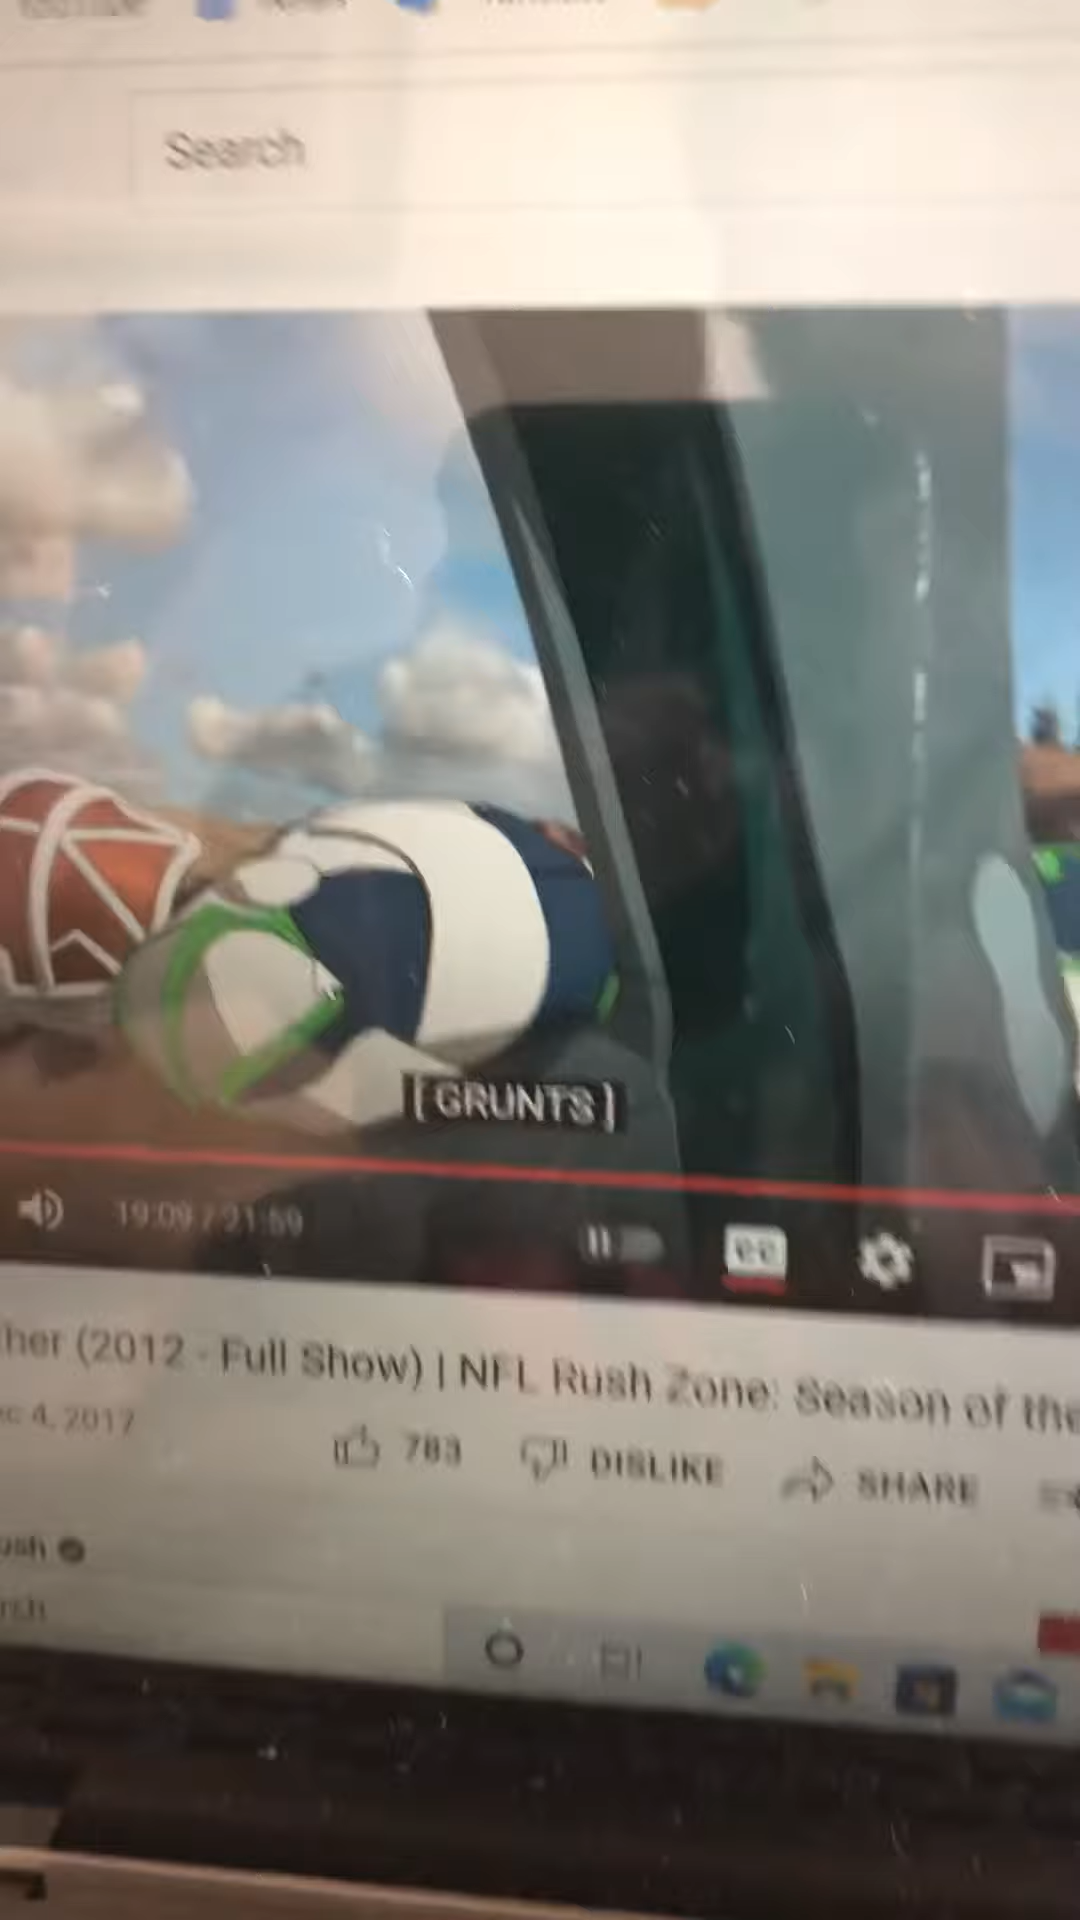 Search
[GRUNTS]
19:09 / 21:59
her (2012 - Full Show) | NFL Rush Zone: Season of the
c 4, 2017
783 DISLIKE SHARE
ush